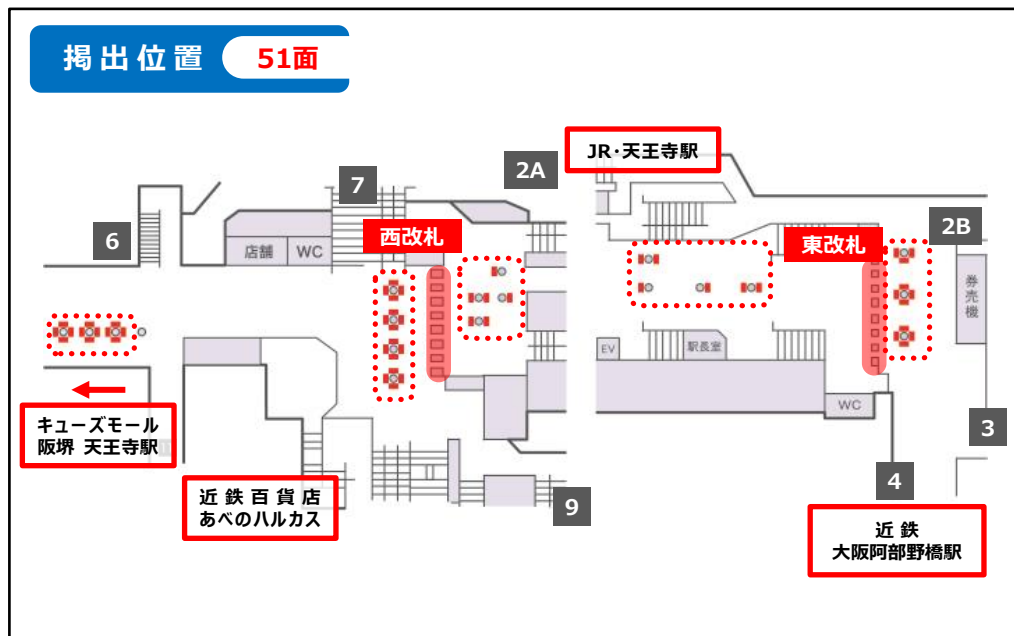 掲出位置 51面
JR・天王寺駅
2A
7
6
西改札
店舗
WC
2B
東改札
券売機
EV
駅長室
WC
キューズモール
阪堺 天王寺駅
3
近鉄百貨店
あべのハルカス
9
4
近鉄
大阪阿部野橋駅